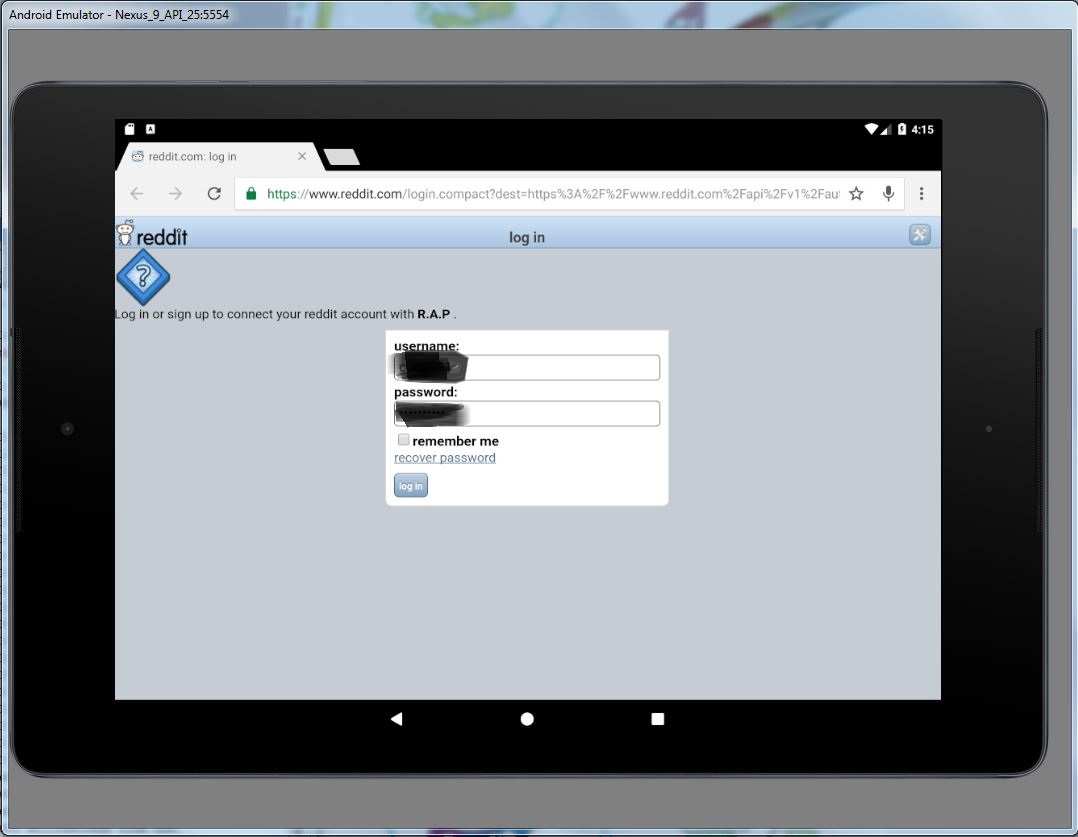 Android Emulator - Nexus_9_API_25:5554
4:15
reddit.com: log in
https://www.reddit.com/login.compact?dest=https%3A%2F%2Fwww.reddit.com%2Fapi%2Fv1%2Fau
reddit
log in
?
Log in or sign up to connect your reddit account with R.A.P .
username:
password:
remember me
recover password
log in